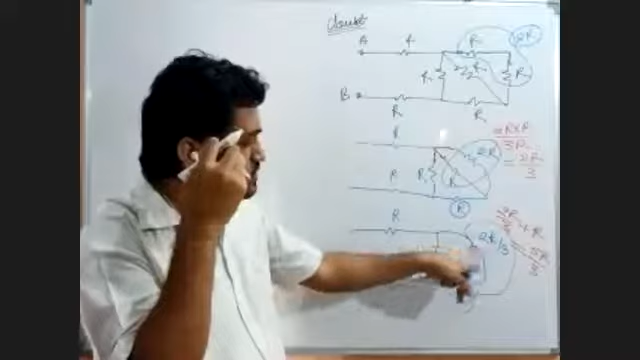 Doubt
A R R 2R
R R R
B R R
R 2R×R/3R
R R 2R = 2R/3
R R
R 2R/3 2R/3 + R
= 5R/3